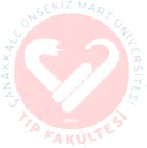 ÇANAKKALE ONSEKİZ MART ÜNİVERSİTESİ
TIP FAKÜLTESİ